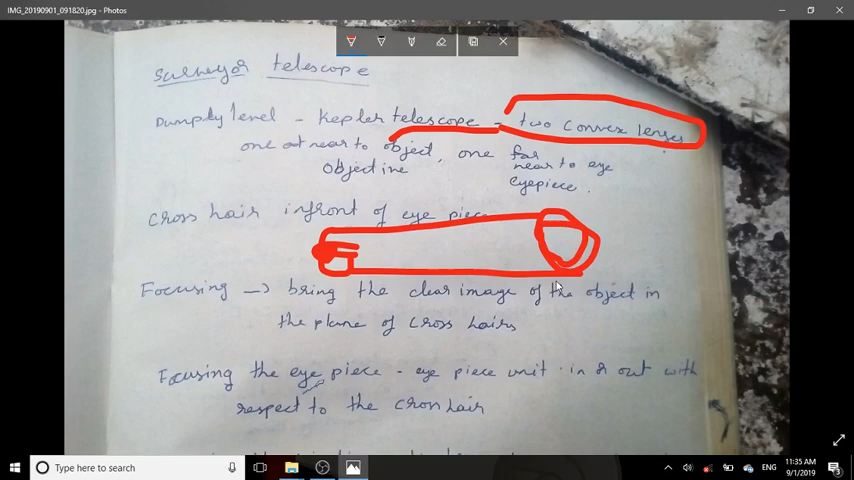 IMG_20190901_091820.jpg - Photos
Surveyor telescope
Dumpty level - Kepler telescope - two convex lenses
one near to object, one far
near to eye
objective
eyepiece.
Cross hair infront of eye piece
Focusing -> bring the clear image of the object in
the plane of cross hairs
Focusing the eye piece - eye piece unit in & out with
respect to the cross hair
Type here to search
ENG
11:35 AM
9/1/2019
3